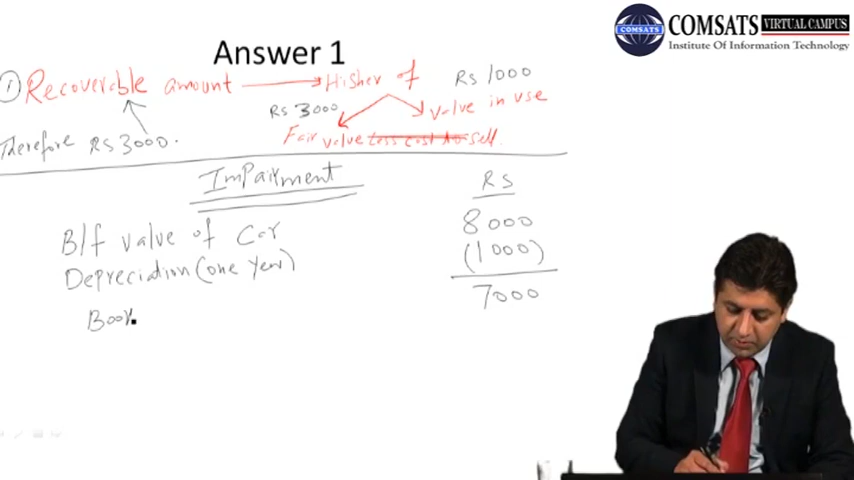 COMSATS VIRTUAL CAMPUS
Institute Of Information Technology
Answer 1
① Recoverable amount → Higher of Rs 1000
Rs 3000 Value in use
Therefore Rs 3000. Fair value Less cost to sell.
Impairment Rs
B/f value of Car 8000
Depreciation (one year) (1000)
7000
Book